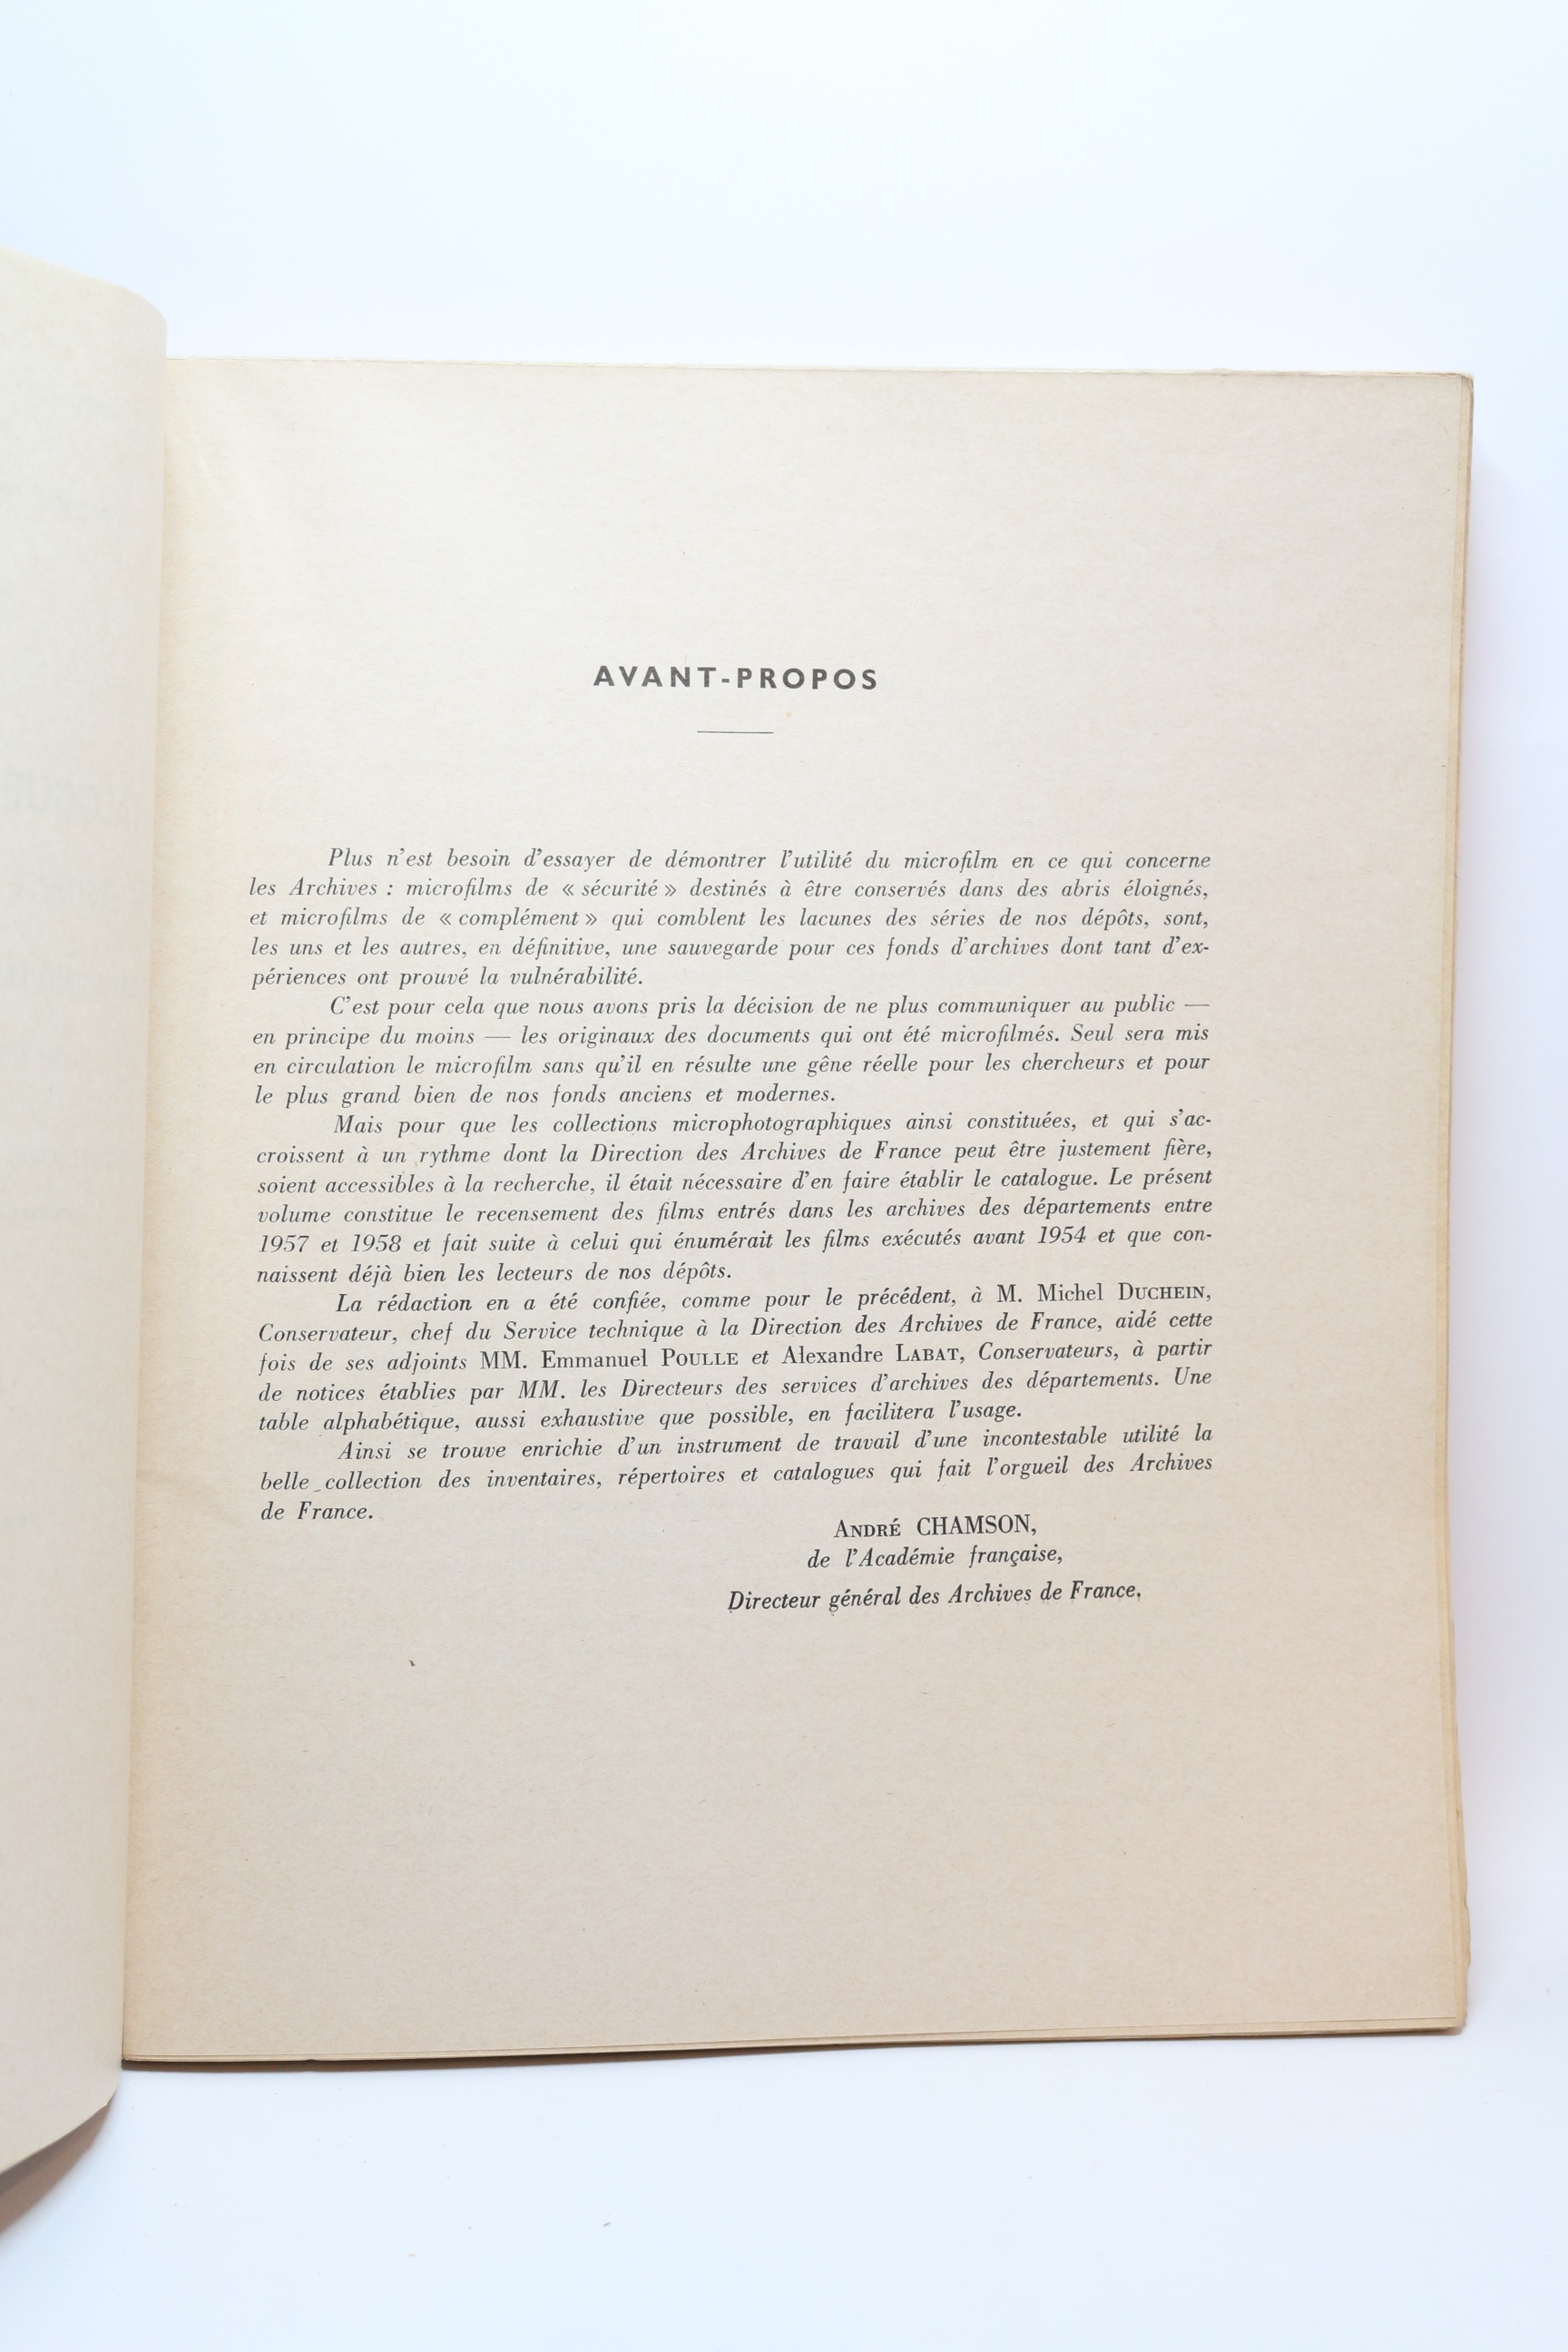 AVANT-PROPOS
Plus n'est besoin d'essayer de démontrer l'utilité du microfilm en ce qui concerne
les Archives : microfilms de « sécurité » destinés à être conservés dans des abris éloignés,
et microfilms de « complément » qui comblent les lacunes des séries de nos dépôts, sont,
les uns et les autres, en définitive, une sauvegarde pour ces fonds d'archives dont tant d'ex-
périences ont prouvé la vulnérabilité.
C'est pour cela que nous avons pris la décision de ne plus communiquer au public —
en principe du moins — les originaux des documents qui ont été microfilmés. Seul sera mis
en circulation le microfilm sans qu'il en résulte une gêne réelle pour les chercheurs et pour
le plus grand bien de nos fonds anciens et modernes.
Mais pour que les collections microphotographiques ainsi constituées, et qui s'ac-
croissent à un rythme dont la Direction des Archives de France peut être justement fière,
soient accessibles à la recherche, il était nécessaire d'en faire établir le catalogue. Le présent
volume constitue le recensement des films entrés dans les archives des départements entre
1957 et 1958 et fait suite à celui qui énumérait les films exécutés avant 1954 et que con-
naissent déjà bien les lecteurs de nos dépôts.
La rédaction en a été confiée, comme pour le précédent, à M. Michel DUCHEIN,
Conservateur, chef du Service technique à la Direction des Archives de France, aidé cette
fois de ses adjoints MM. Emmanuel POULLE et Alexandre LABAT, Conservateurs, à partir
de notices établies par MM. les Directeurs des services d'archives des départements. Une
table alphabétique, aussi exhaustive que possible, en facilitera l'usage.
Ainsi se trouve enrichie d'un instrument de travail d'une incontestable utilité la
belle collection des inventaires, répertoires et catalogues qui fait l'orgueil des Archives
de France.
ANDRÉ CHAMSON,
de l'Académie française,
Directeur général des Archives de France.